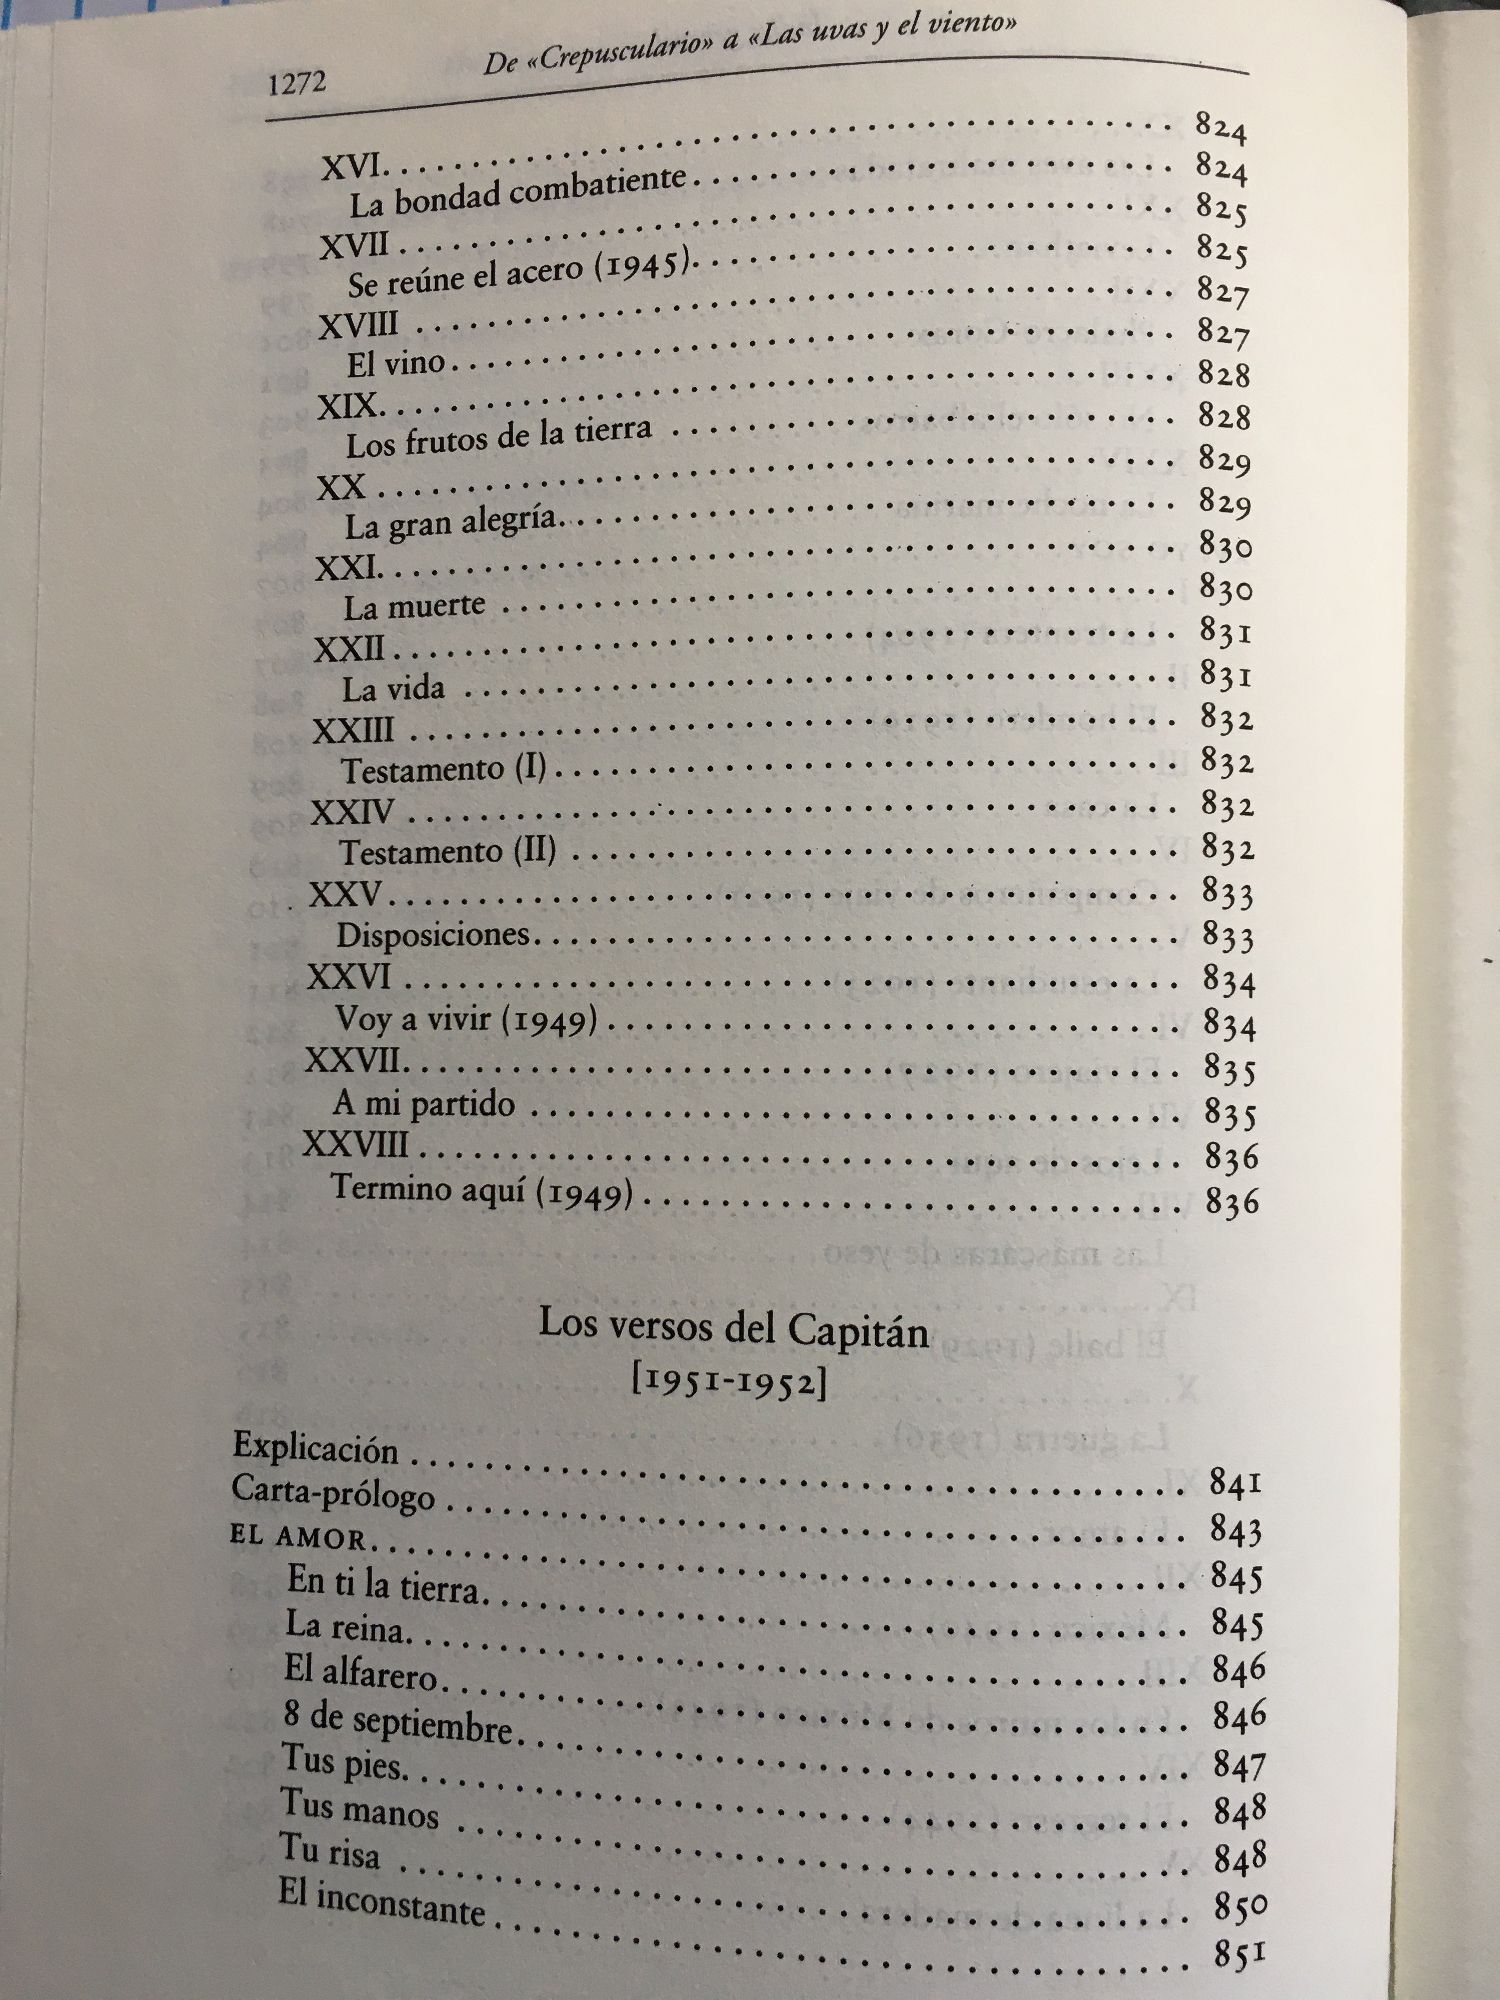 1272
De «Crepusculario» a «Las uvas y el viento»
XVI. . . . . . . . . . . . . . . . . . . . 824
La bondad combatiente . . . . . . . . . . 824
XVII . . . . . . . . . . . . . . . . . . . . 825
Se reúne el acero (1945). . . . . . . . . . 825
XVIII . . . . . . . . . . . . . . . . . . . . 827
El vino . . . . . . . . . . . . . . . . . . . . 827
XIX. . . . . . . . . . . . . . . . . . . . 828
Los frutos de la tierra . . . . . . . . . . 828
XX . . . . . . . . . . . . . . . . . . . . 829
La gran alegría. . . . . . . . . . . . . . . 829
XXI. . . . . . . . . . . . . . . . . . . . 830
La muerte . . . . . . . . . . . . . . . . . . . . 830
XXII . . . . . . . . . . . . . . . . . . . . 831
La vida . . . . . . . . . . . . . . . . . . . . 831
XXIII . . . . . . . . . . . . . . . . . . . . 832
Testamento (I) . . . . . . . . . . . . . . . 832
XXIV . . . . . . . . . . . . . . . . . . . . 832
Testamento (II) . . . . . . . . . . . . . . . 832
XXV . . . . . . . . . . . . . . . . . . . . 833
Disposiciones. . . . . . . . . . . . . . . . 833
XXVI . . . . . . . . . . . . . . . . . . . . 834
Voy a vivir (1949) . . . . . . . . . . . . . 834
XXVII. . . . . . . . . . . . . . . . . . . . 835
A mi partido . . . . . . . . . . . . . . . . 835
XXVIII . . . . . . . . . . . . . . . . . . . . 836
Termino aquí (1949) . . . . . . . . . . . . 836
Los versos del Capitán
[1951-1952]
Explicación . . . . . . . . . . . . . . . . . . . . 841
Carta-prólogo . . . . . . . . . . . . . . . . . . . . 843
EL AMOR. . . . . . . . . . . . . . . . . . . . 845
En ti la tierra. . . . . . . . . . . . . . . . . 845
La reina. . . . . . . . . . . . . . . . . . . . 846
El alfarero. . . . . . . . . . . . . . . . . . . . 846
8 de septiembre. . . . . . . . . . . . . . . . 847
Tus pies. . . . . . . . . . . . . . . . . . . . 848
Tus manos . . . . . . . . . . . . . . . . . . . . 848
Tu risa . . . . . . . . . . . . . . . . . . . . 850
El inconstante . . . . . . . . . . . . . . . . . 851